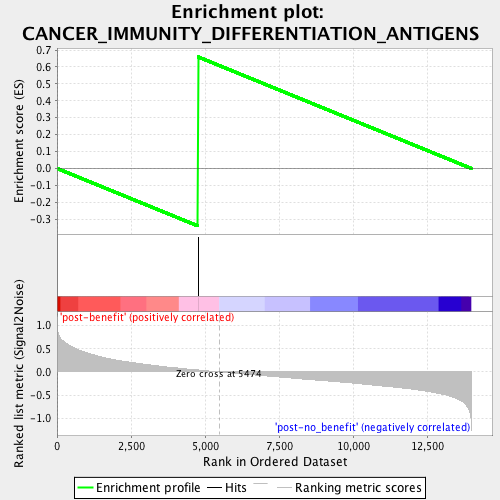 Enrichment plot:
CANCER_IMMUNITY_DIFFERENTIATION_ANTIGENS
Enrichment score (ES)
0.7
0.6
0.5
0.4
0.3
0.2
0.1
0.0
-0.1
-0.2
-0.3
'post-benefit' (positively correlated)
Ranked list metric (Signal2Noise)
1.0
0.5
0.0
-0.5
-1.0
Zero cross at 5474
'post-no_benefit' (negatively correlated)
0 2,500 5,000 7,500 10,000 12,500
Rank in Ordered Dataset
Enrichment profile Hits Ranking metric scores